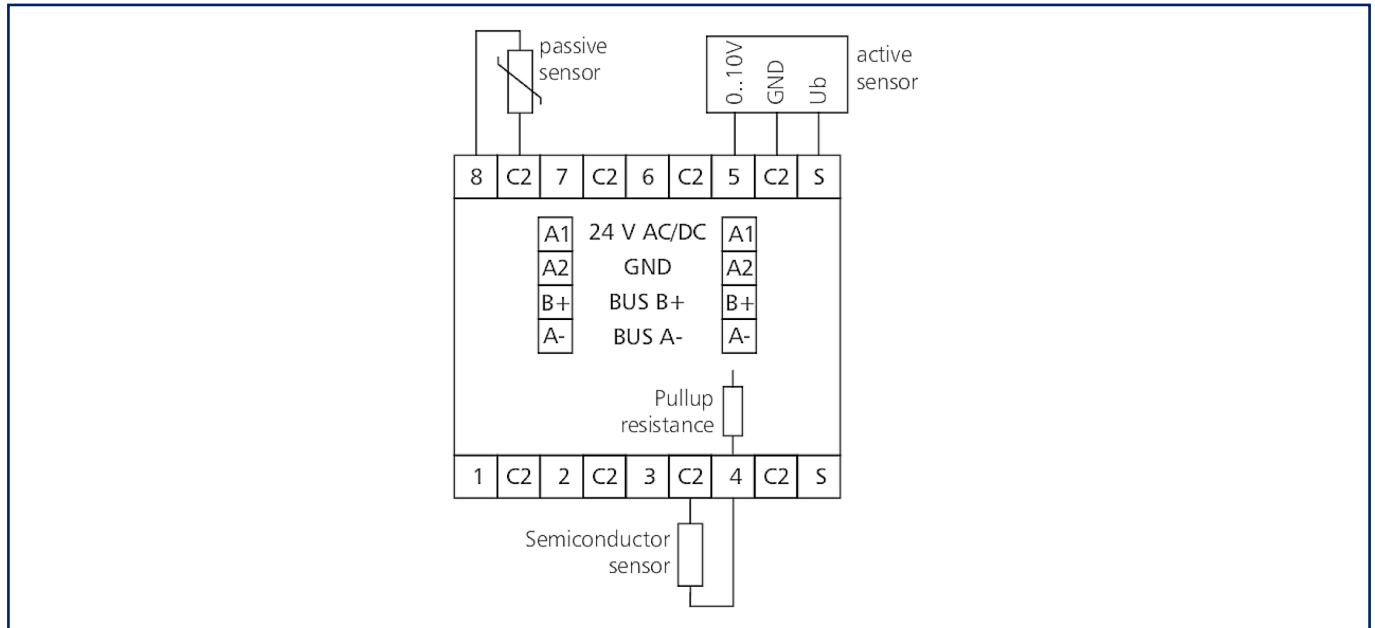 passive
sensor
0..10V
GND
Ub
active
sensor
8 C2 7 C2 6 C2 5 C2 S
A1 24 V AC/DC A1
A2 GND A2
B+ BUS B+ B+
A- BUS A- A-
Pullup
resistance
1 C2 2 C2 3 C2 4 C2 S
Semiconductor
sensor